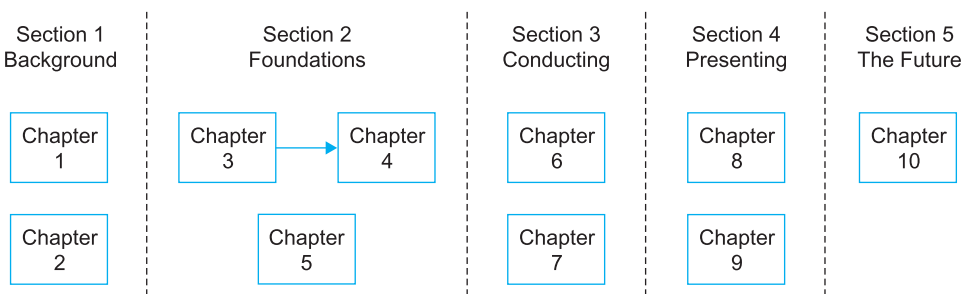 Section 1
Background
Section 2
Foundations
Section 3
Conducting
Section 4
Presenting
Section 5
The Future
Chapter
1
Chapter
3
Chapter
4
Chapter
6
Chapter
8
Chapter
10
Chapter
2
Chapter
5
Chapter
7
Chapter
9